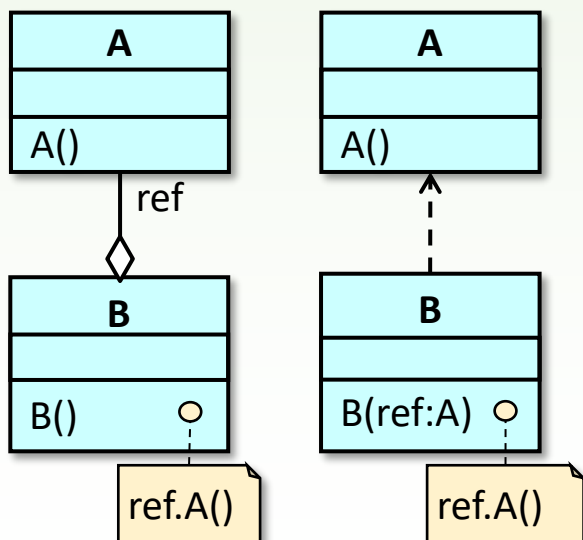 A
A()
ref
B
B()
ref.A()
A
A()
B
B(ref:A)
ref.A()